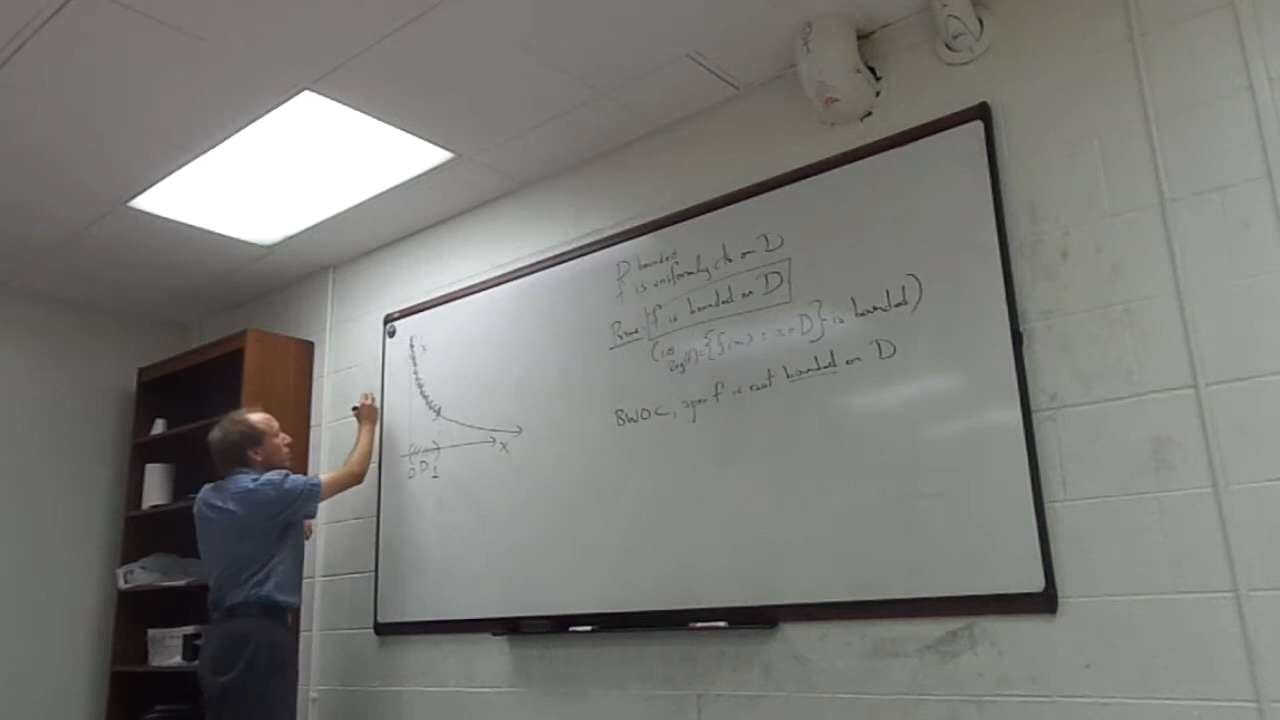 D bounded
f is uniformly cts on D
Prove: f is bounded on D
(i.e. Rng(f) = {f(x) : x ∈ D} is bounded)
BWOC, spse f is not bounded on D
x
0 D 1